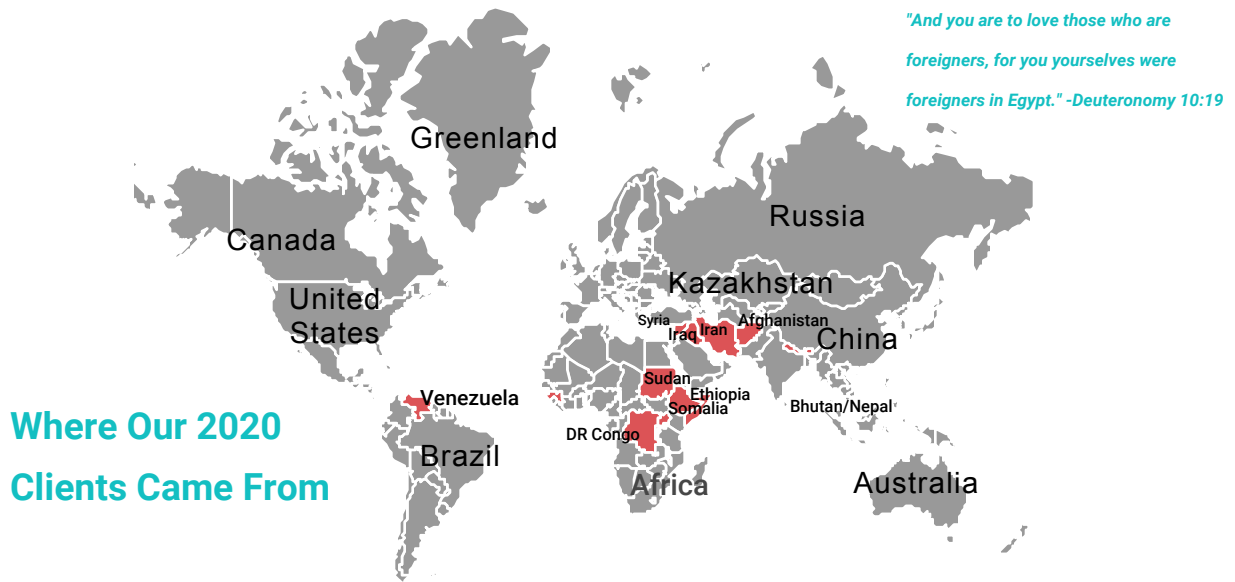 "And you are to love those who are
foreigners, for you yourselves were
foreigners in Egypt." -Deuteronomy 10:19
Greenland
Russia
Canada
Kazakhstan
United
States
Syria
Afghanistan
Iraq
Iran
China
Sudan
Ethiopia
Venezuela
Somalia
Bhutan/Nepal
Where Our 2020
Clients Came From
DR Congo
Brazil
Africa
Australia